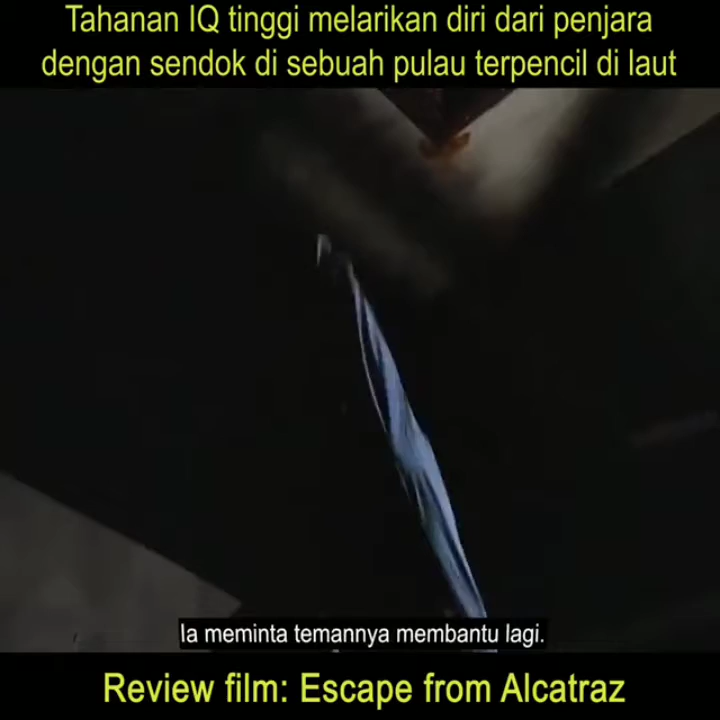 Tahanan IQ tinggi melarikan diri dari penjara
dengan sendok di sebuah pulau terpencil di laut
Ia meminta temannya membantu lagi.
Review film: Escape from Alcatraz